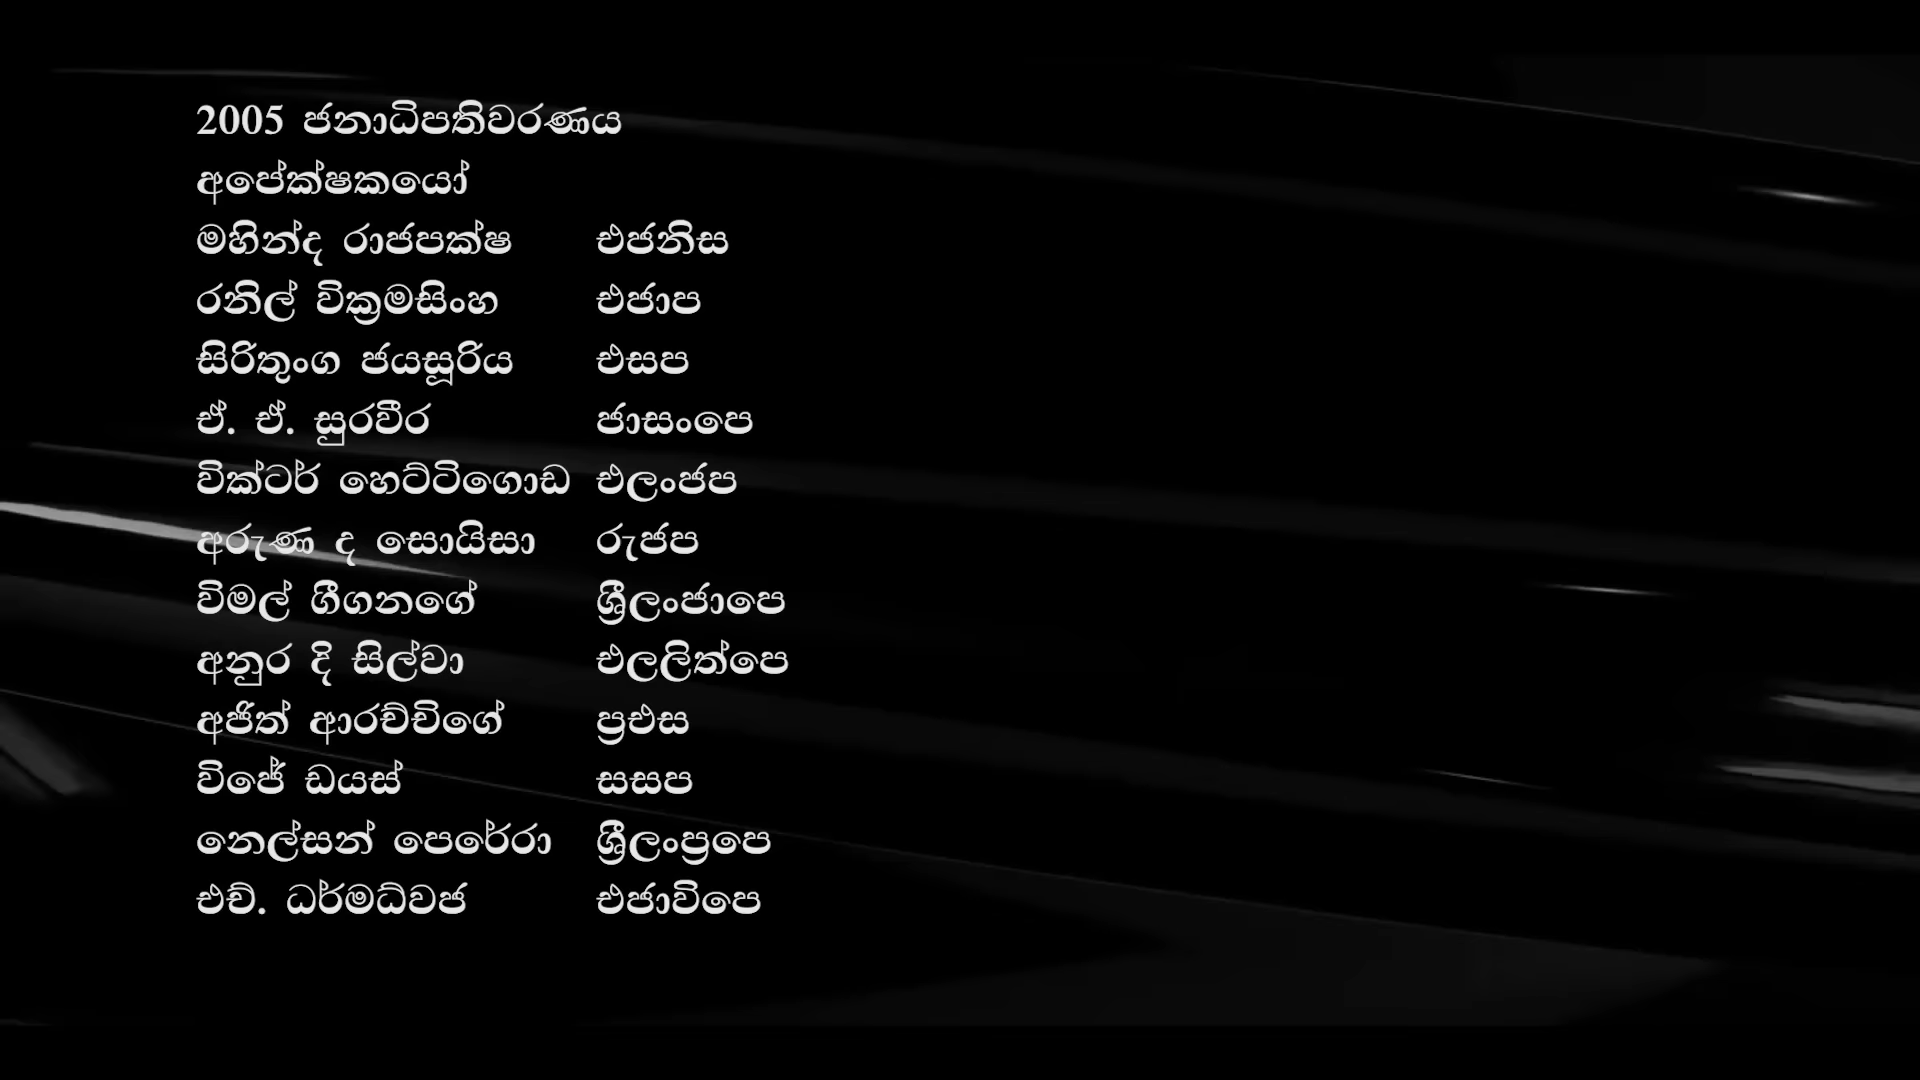 2005 ජනාධිපතිවරණය
අපේක්ෂකයෝ
මහින්ද රාජපක්ෂ එජනිස
රනිල් වික්‍රමසිංහ එජාප
සිරිතුංග ජයසූරිය එසප
ඒ. ඒ. සුරවීර ජාසංපෙ
වික්ටර් හෙට්ටිගොඩ එලංජප
අරුණ ද සොයිසා රුජප
විමල් ගීගනගේ ශ්‍රීලංජාපෙ
අනුර දි සිල්වා එලලිත්පෙ
අජිත් ආරච්චිගේ ප්‍රඑස
විජේ ඩයස් සසප
නෙල්සන් පෙරේරා ශ්‍රීලංප්‍රපෙ
එච්. ධර්මධ්වජ එජාවිපෙ